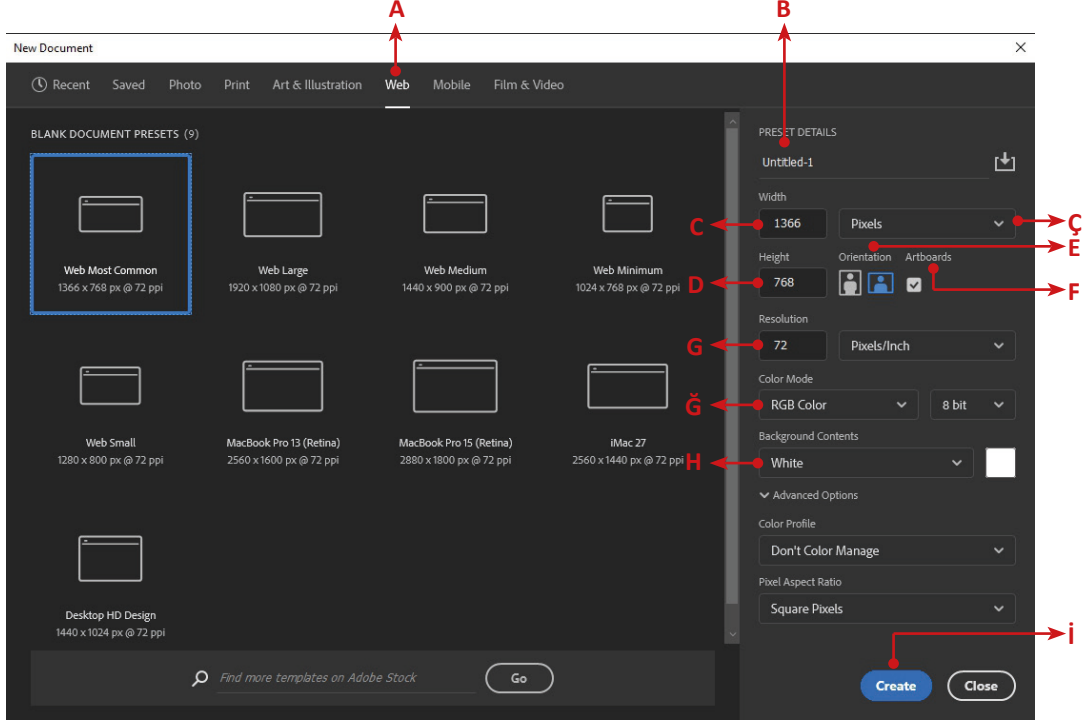 A
B
New Document
Recent Saved Photo Print Art & Illustration Web Mobile Film & Video
BLANK DOCUMENT PRESETS (9)
Web Most Common
1366 x 768 px @ 72 ppi
Web Large
1920 x 1080 px @ 72 ppi
Web Medium
1440 x 900 px @ 72 ppi
Web Minimum
1024 x 768 px @ 72 ppi
Web Small
1280 x 800 px @ 72 ppi
MacBook Pro 13 (Retina)
2560 x 1600 px @ 72 ppi
MacBook Pro 15 (Retina)
2880 x 1800 px @ 72 ppi
iMac 27
2560 x 1440 px @ 72 ppi
Desktop HD Design
1440 x 1024 px @ 72 ppi
Find more templates on Adobe Stock
Go
PRESET DETAILS
Untitled-1
Width
C 1366 Pixels Ç
E
Height Orientation Artboards
D 768 F
Resolution
G 72 Pixels/Inch
Color Mode
Ğ RGB Color 8 bit
Background Contents
H White
Advanced Options
Color Profile
Don't Color Manage
Pixel Aspect Ratio
Square Pixels
İ
Create Close